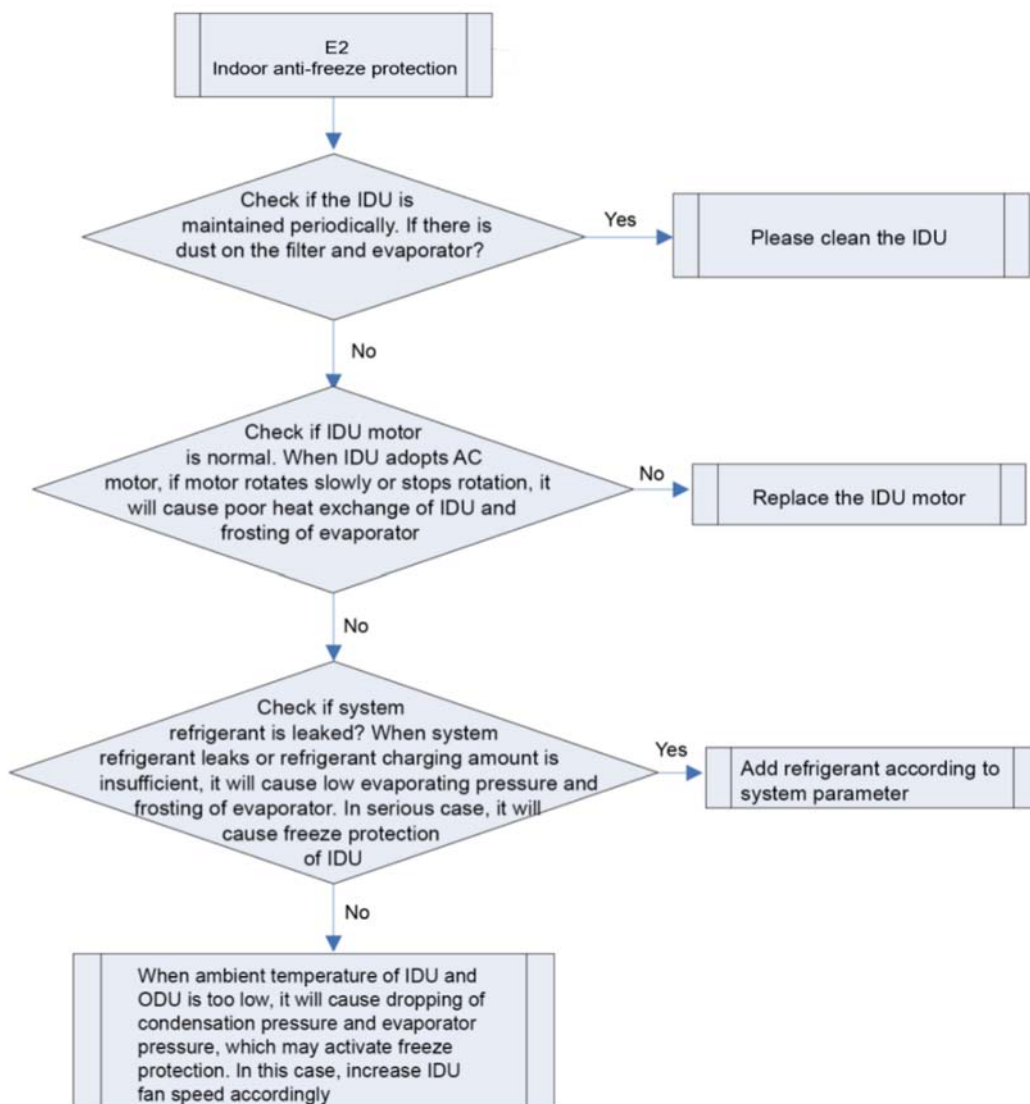 E2
Indoor anti-freeze protection
Check if the IDU is
maintained periodically. If there is
dust on the filter and evaporator?
Yes
Please clean the IDU
No
Check if IDU motor
is normal. When IDU adopts AC
motor, if motor rotates slowly or stops rotation, it
will cause poor heat exchange of IDU and
frosting of evaporator
No
Replace the IDU motor
No
Check if system
refrigerant is leaked? When system
refrigerant leaks or refrigerant charging amount is
insufficient, it will cause low evaporating pressure and
frosting of evaporator. In serious case, it will
cause freeze protection
of IDU
Yes
Add refrigerant according to
system parameter
No
When ambient temperature of IDU and
ODU is too low, it will cause dropping of
condensation pressure and evaporator
pressure, which may activate freeze
protection. In this case, increase IDU
fan speed accordingly